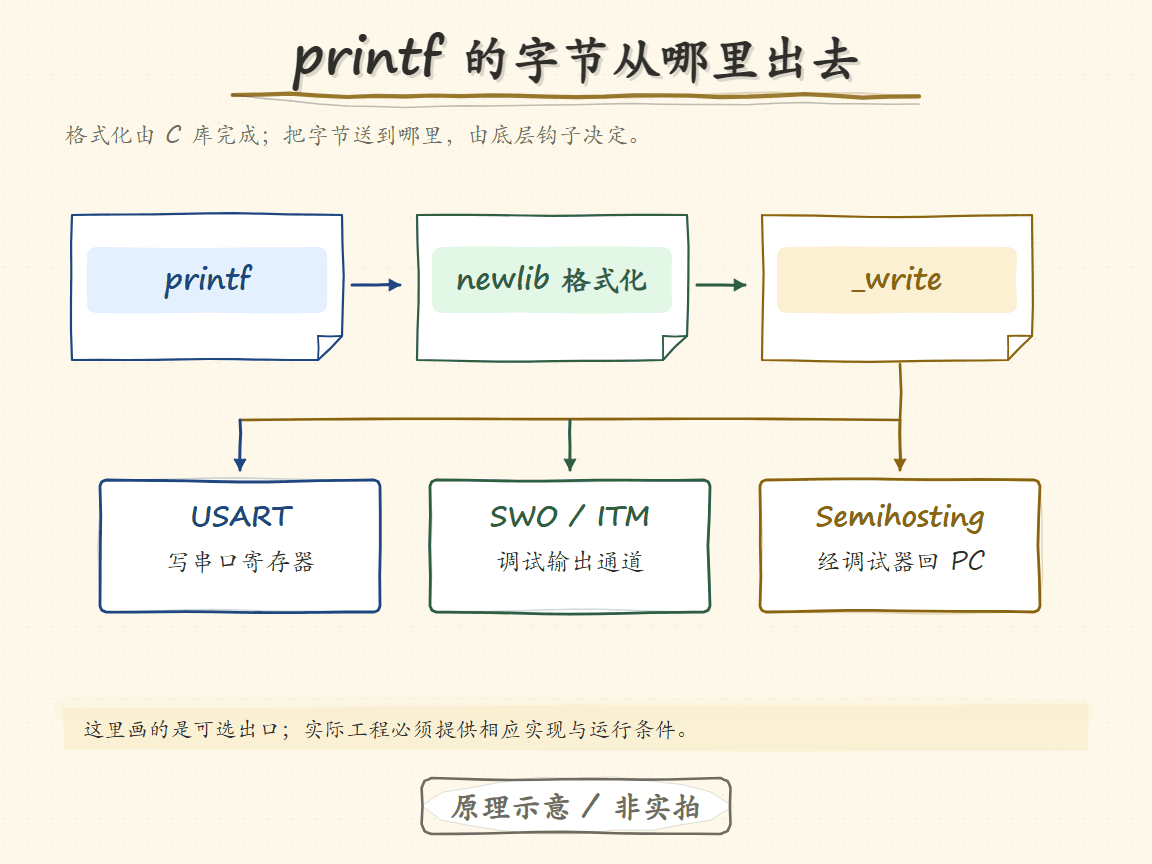 printf 的字节从哪里出去
格式化由 C 库完成；把字节送到哪里，由底层钩子决定。
printf
newlib 格式化
_write
USART
写串口寄存器
SWO / ITM
调试输出通道
Semihosting
经调试器回 PC
这里画的是可选出口；实际工程必须提供相应实现与运行条件。
原理示意 / 非实拍